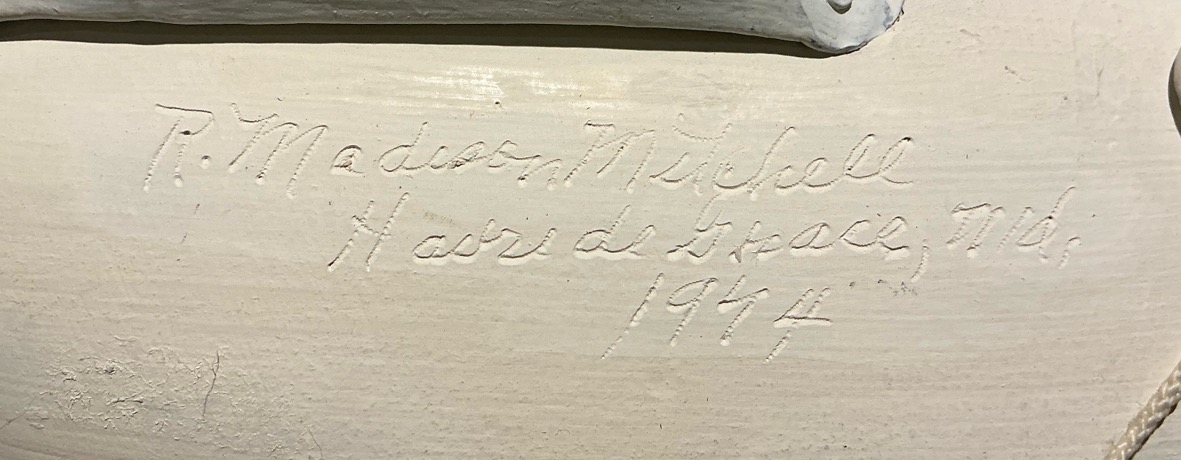 R. Madison Mitchell
Havre de Grace, Md.
1944